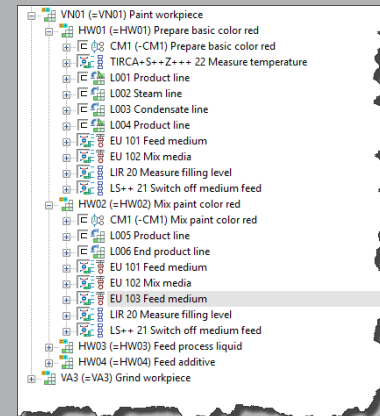 VN01 (=VN01) Paint workpiece
HW01 (=HW01) Prepare basic color red
CM1 (-CM1) Prepare basic color red
TIRCA+S++Z+++ 22 Measure temperature
L001 Product line
L002 Steam line
L003 Condensate line
L004 Product line
EU 101 Feed medium
EU 102 Mix media
LIR 20 Measure filling level
LS++ 21 Switch off medium feed
HW02 (=HW02) Mix paint color red
CM1 (-CM1) Mix paint color red
L005 Product line
L006 End product line
EU 101 Feed medium
EU 102 Mix media
EU 103 Feed medium
LIR 20 Measure filling level
LS++ 21 Switch off medium feed
HW03 (=HW03) Feed process liquid
HW04 (=HW04) Feed additive
VA3 (=VA3) Grind workpiece